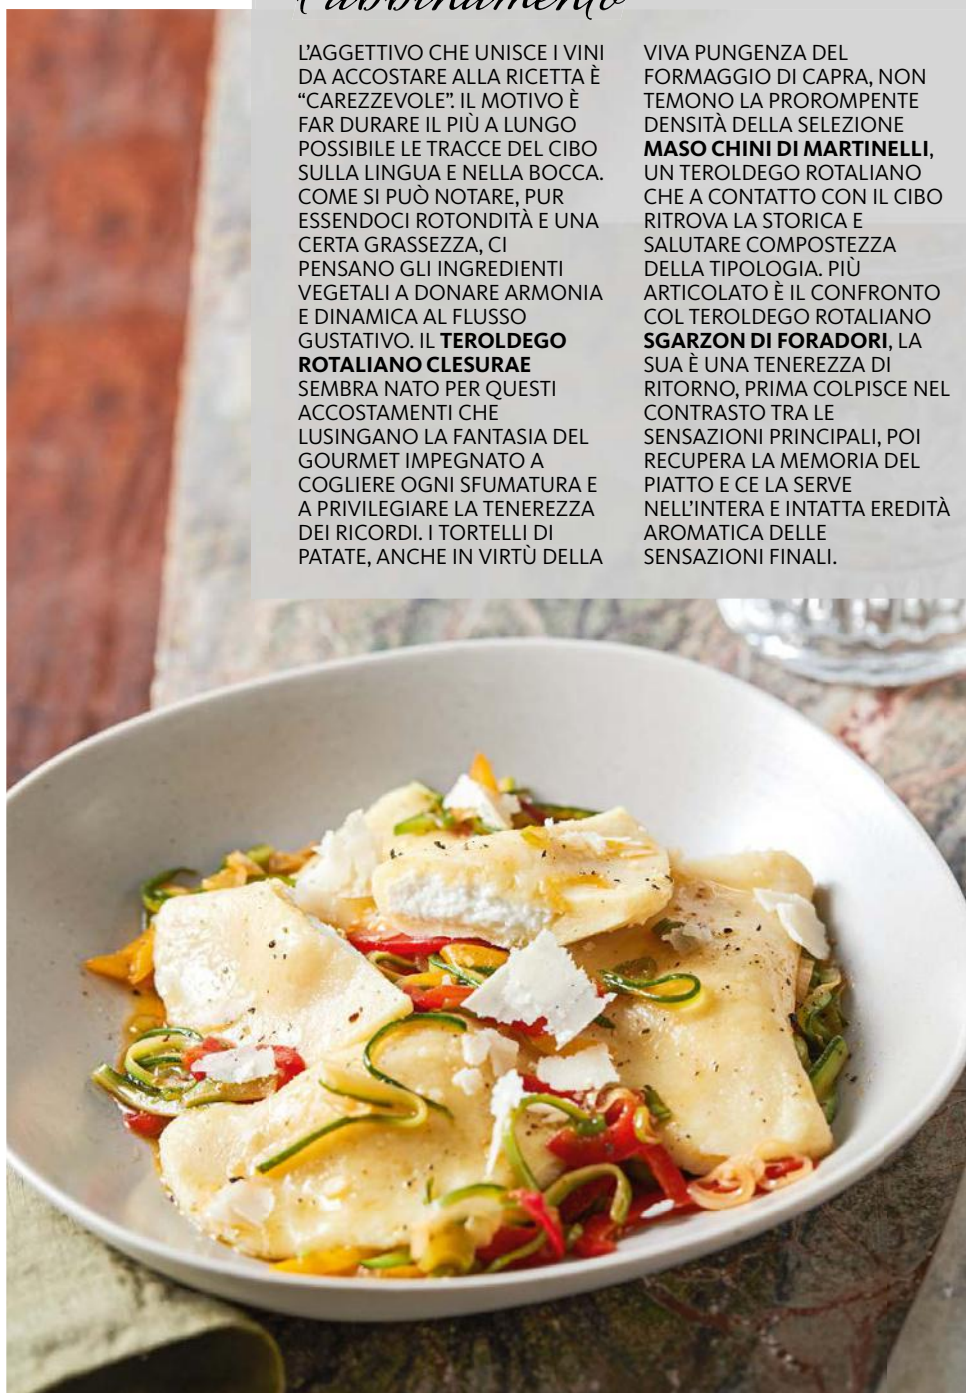 L'abbinamento
L'AGGETTIVO CHE UNISCE I VINI
DA ACCOSTARE ALLA RICETTA È
“CAREZZEVOLE”. IL MOTIVO È
FAR DURARE IL PIÙ A LUNGO
POSSIBILE LE TRACCE DEL CIBO
SULLA LINGUA E NELLA BOCCA.
COME SI PUÒ NOTARE, PUR
ESSENDOCI ROTONDITÀ E UNA
CERTA GRASSEZZA, CI
PENSANO GLI INGREDIENTI
VEGETALI A DONARE ARMONIA
E DINAMICA AL FLUSSO
GUSTATIVO. IL TEROLDEGO
ROTALIANO CLESURAE
SEMBRA NATO PER QUESTI
ACCOSTAMENTI CHE
LUSINGANO LA FANTASIA DEL
GOURMET IMPEGNATO A
COGLIERE OGNI SFUMATURA E
A PRIVILEGIARE LA TENEREZZA
DEI RICORDI. I TORTELLI DI
PATATE, ANCHE IN VIRTÙ DELLA
VIVA PUNGENZA DEL
FORMAGGIO DI CAPRA, NON
TEMONO LA PROROMPENTE
DENSITÀ DELLA SELEZIONE
MASO CHINI DI MARTINELLI,
UN TEROLDEGO ROTALIANO
CHE A CONTATTO CON IL CIBO
RITROVA LA STORICA E
SALUTARE COMPOSTEZZA
DELLA TIPOLOGIA. PIÙ
ARTICOLATO È IL CONFRONTO
COL TEROLDEGO ROTALIANO
SGARZON DI FORADORI, LA
SUA È UNA TENEREZZA DI
RITORNO, PRIMA COLPISCE NEL
CONTRASTO TRA LE
SENSAZIONI PRINCIPALI, POI
RECUPERA LA MEMORIA DEL
PIATTO E CE LA SERVE
NELL'INTERA E INTATTA EREDITÀ
AROMATICA DELLE
SENSAZIONI FINALI.